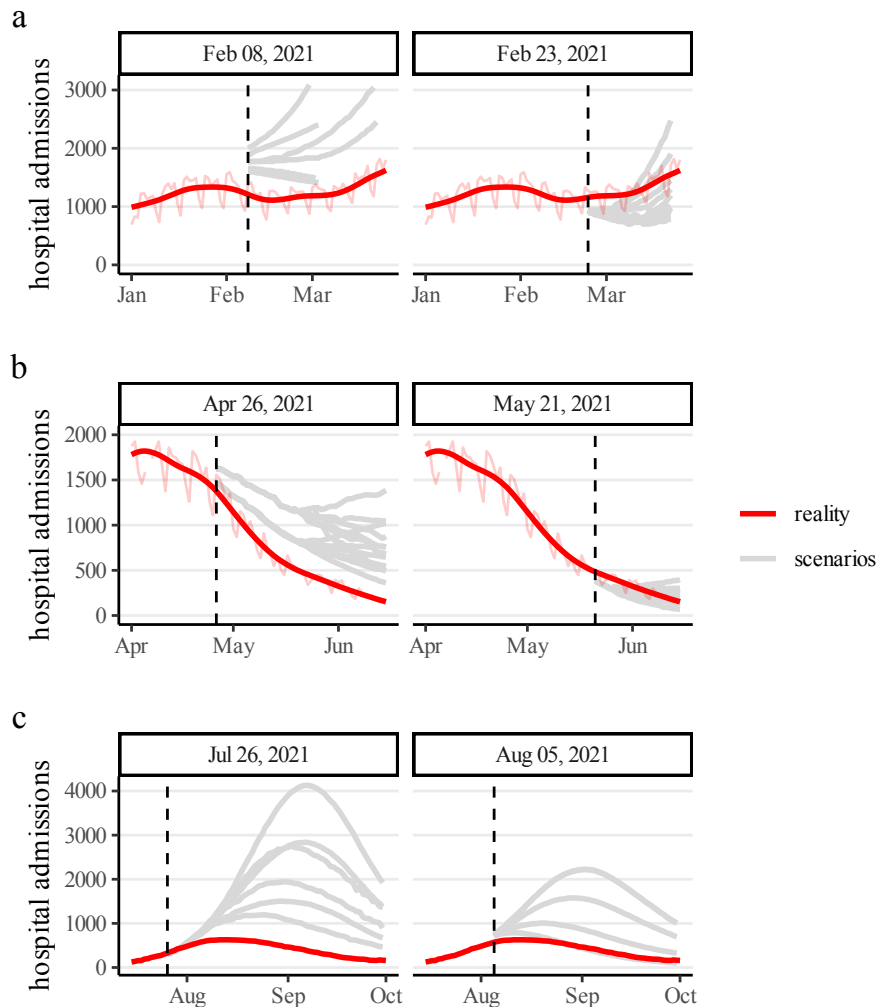 a
Feb 08, 2021 Feb 23, 2021
hospital admissions
3000
2000
1000
0
Jan Feb Mar Jan Feb Mar
b
Apr 26, 2021 May 21, 2021
hospital admissions
2000
1500
1000
500
0
Apr May Jun Apr May Jun
reality
scenarios
c
Jul 26, 2021 Aug 05, 2021
hospital admissions
4000
3000
2000
1000
0
Aug Sep Oct Aug Sep Oct